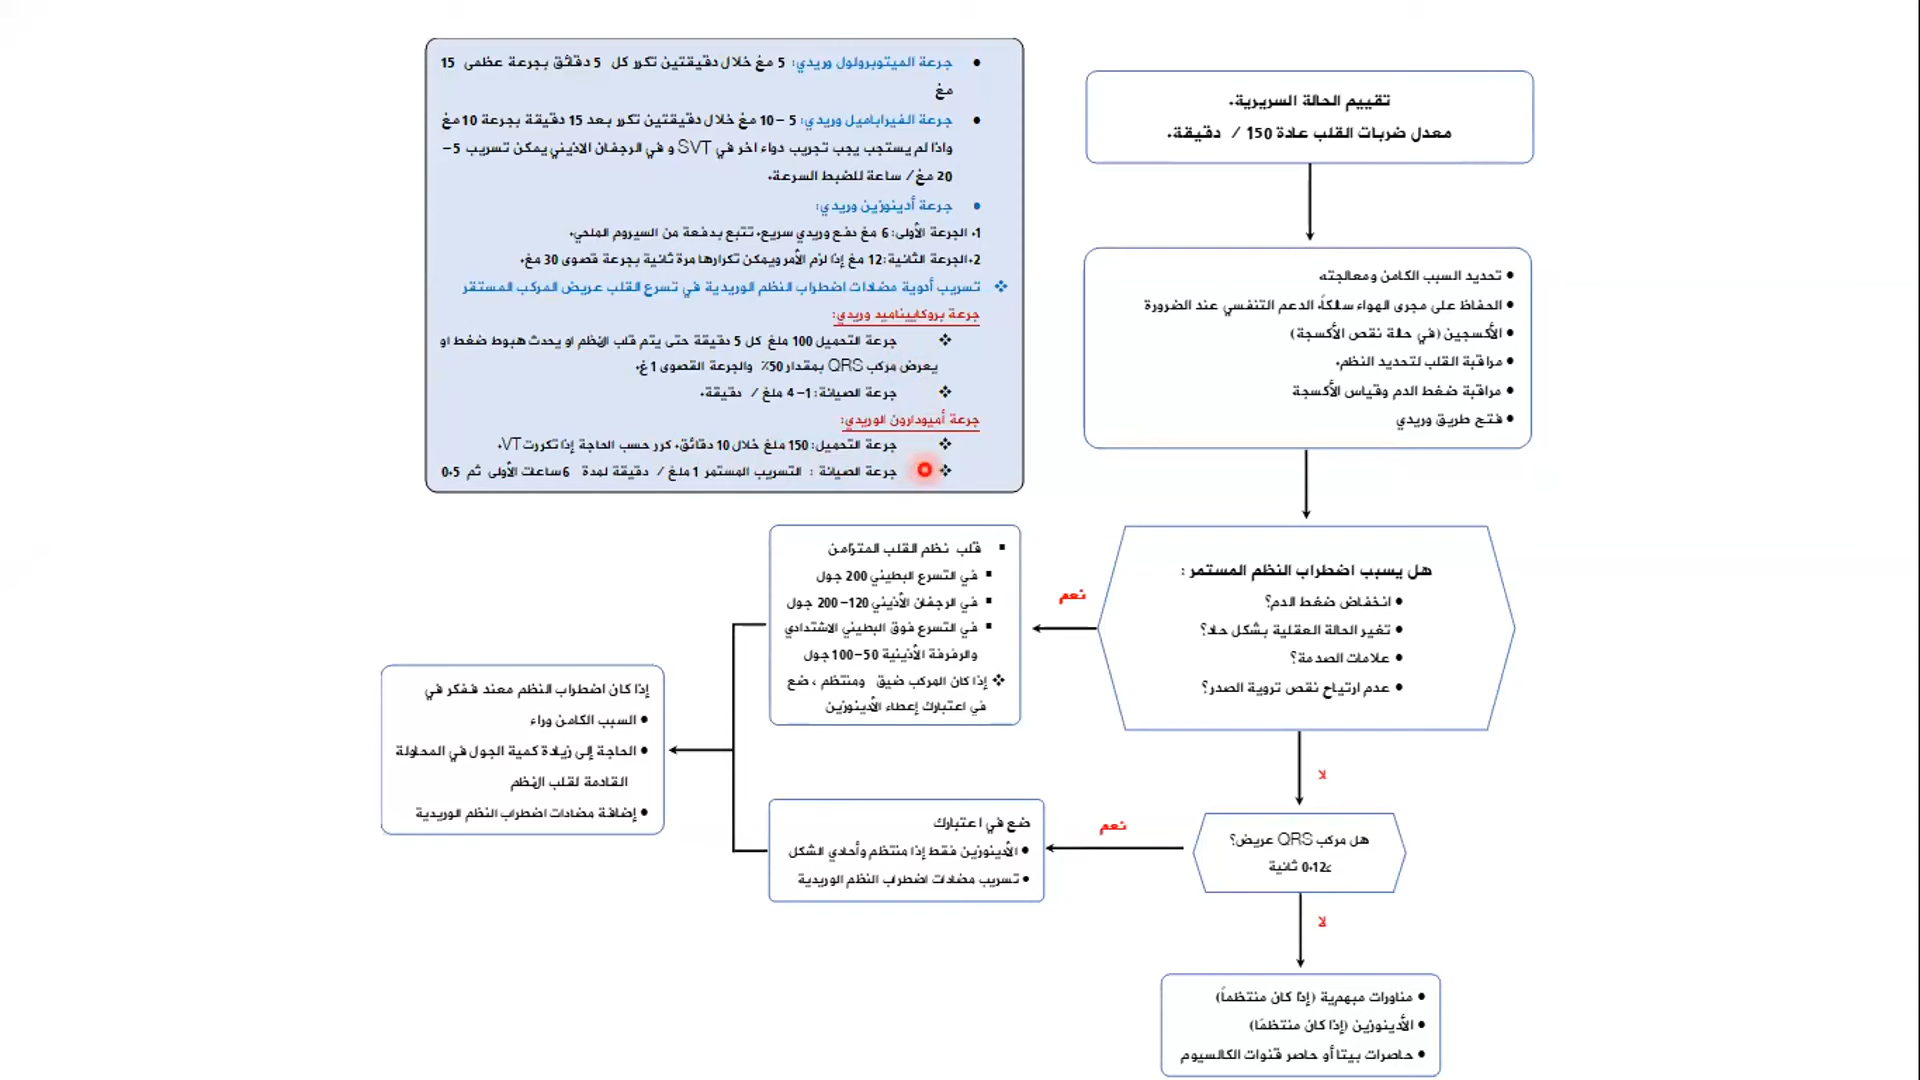 تقييم الحالة السريرية.
معدل ضربات القلب عادة 150 / دقيقة.
• تحديد السبب الكامن ومعالجته
• الحفاظ على مجرى الهواء سالكاً، الدعم التنفسي عند الضرورة
• الأكسجين (في حالة نقص الأكسجة)
• مراقبة القلب لتحديد النظم.
• مراقبة ضغط الدم وقياس الأكسجة
• فتح طريق وريدي
هل يسبب اضطراب النظم المستمر :
• انخفاض ضغط الدم؟
• تغير الحالة العقلية بشكل حاد؟
• علامات الصدمة؟
• عدم ارتياح نقص تروية الصدر؟
نعم
لا
هل مركب QRS عريض؟
≥0.12 ثانية
نعم
لا
• مناورات مبهمية (إذا كان منتظماً)
• الأدينوزين (إذا كان منتظمًا)
• حاصرات بيتا أو حاصر قنوات الكالسيوم
• جرعة الميتوبرولول وريدي: 5 مغ خلال دقيقتين تكرر كل 5 دقائق بجرعة عظمى 15
مغ
• جرعة الفيراباميل وريدي: 5 –10 مغ خلال دقيقتين تكرر بعد 15 دقيقة بجرعة 10 مغ
واذا لم يستجب يجب تجريب دواء اخر في SVT و في الرجفان الاذيني يمكن تسريب 5–
20 مغ/ ساعة للضبط السرعة.
• جرعة أدينوزين وريدي:
1. الجرعة الأولى: 6 مغ دفع وريدي سريع. تتبع بدفعة من السيروم الملحي.
2.الجرعة الثانية: 12 مغ إذا لزم الأمر ويمكن تكرارها مرة ثانية بجرعة قصوى 30 مغ.
❖ تسريب أدوية مضادات اضطراب النظم الوريدية في تسرع القلب عريض المركب المستقر
جرعة بروكاييناميد وريدي:
❖ جرعة التحميل 100 ملغ كل 5 دقيقة حتى يتم قلب النظم او يحدث هبوط ضغط او
يعرض مركب QRS بمقدار 50٪ والجرعة القصوى 1 غ.
❖ جرعة الصيانة: 1– 4 ملغ / دقيقة.
جرعة أميودارون الوريدي:
❖ جرعة التحميل: 150 ملغ خلال 10 دقائق. كرر حسب الحاجة إذا تكررت VT.
❖ جرعة الصيانة : التسريب المستمر 1 ملغ / دقيقة لمدة 6 ساعات الأولى ثم 0.5
▪ قلب نظم القلب المتزامن
▪ في التسرع البطيني 200 جول
▪ في الرجفان الأذيني 120–200 جول
▪ في التسرع فوق البطيني الاشتدادي
والرفرفة الأذينية 50–100 جول
❖ إذا كان المركب ضيق ومنتظم ، ضع
في اعتبارك إعطاء الأدينوزين
ضع في اعتبارك
• الأدينوزين فقط إذا منتظم وأحادي الشكل
• تسريب مضادات اضطراب النظم الوريدية
إذا كان اضطراب النظم معند ففكر في
• السبب الكامن وراء
• الحاجة إلى زيادة كمية الجول في المحاولة
القادمة لقلب النظم
• إضافة مضادات اضطراب النظم الوريدية